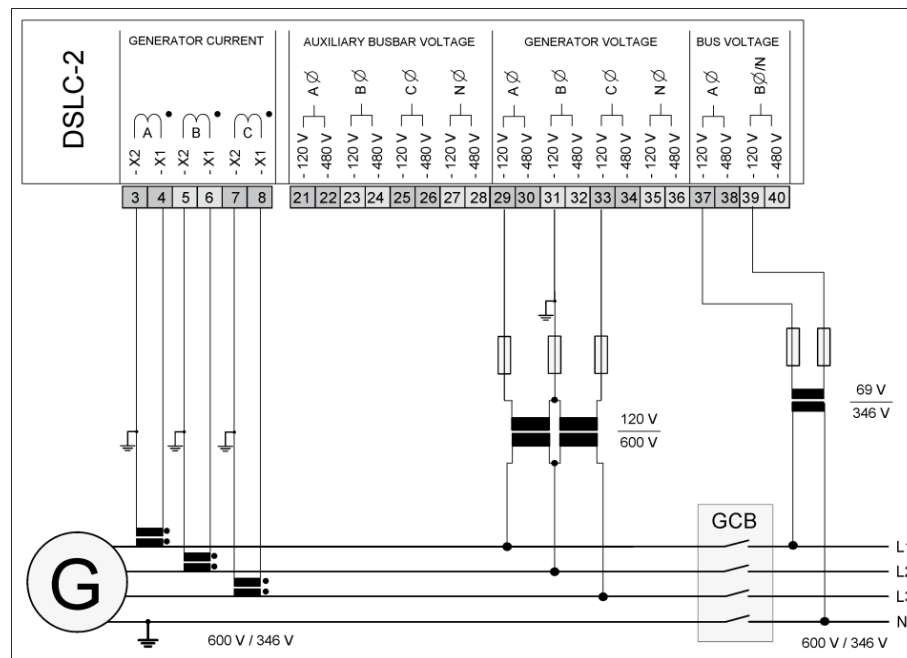 DSLC-2
GENERATOR CURRENT
AUXILIARY BUSBAR VOLTAGE
GENERATOR VOLTAGE
BUS VOLTAGE
A B C
A Ø B Ø C Ø N Ø
A Ø B Ø C Ø N Ø
A Ø B Ø/N
- X2 - X1 - X2 - X1 - X2 - X1
- 120 V - 480 V - 120 V - 480 V - 120 V - 480 V - 120 V - 480 V
- 120 V - 480 V - 120 V - 480 V - 120 V - 480 V - 120 V - 480 V
- 120 V - 480 V - 120 V - 480 V
3 4 5 6 7 8
21 22 23 24 25 26 27 28 29 30 31 32 33 34 35 36 37 38 39 40
120 V
600 V
69 V
346 V
GCB
G
L1
L2
L3
N
600 V / 346 V
600 V / 346 V